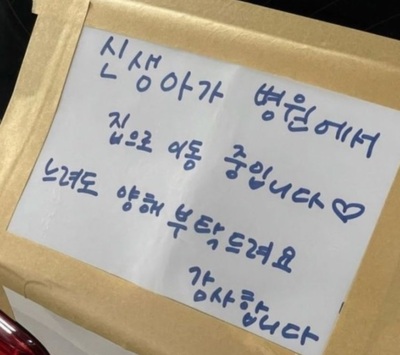 신생아가 병원에서
집으로 이동 중입니다♡
느려도 양해 부탁드려요
감사합니다